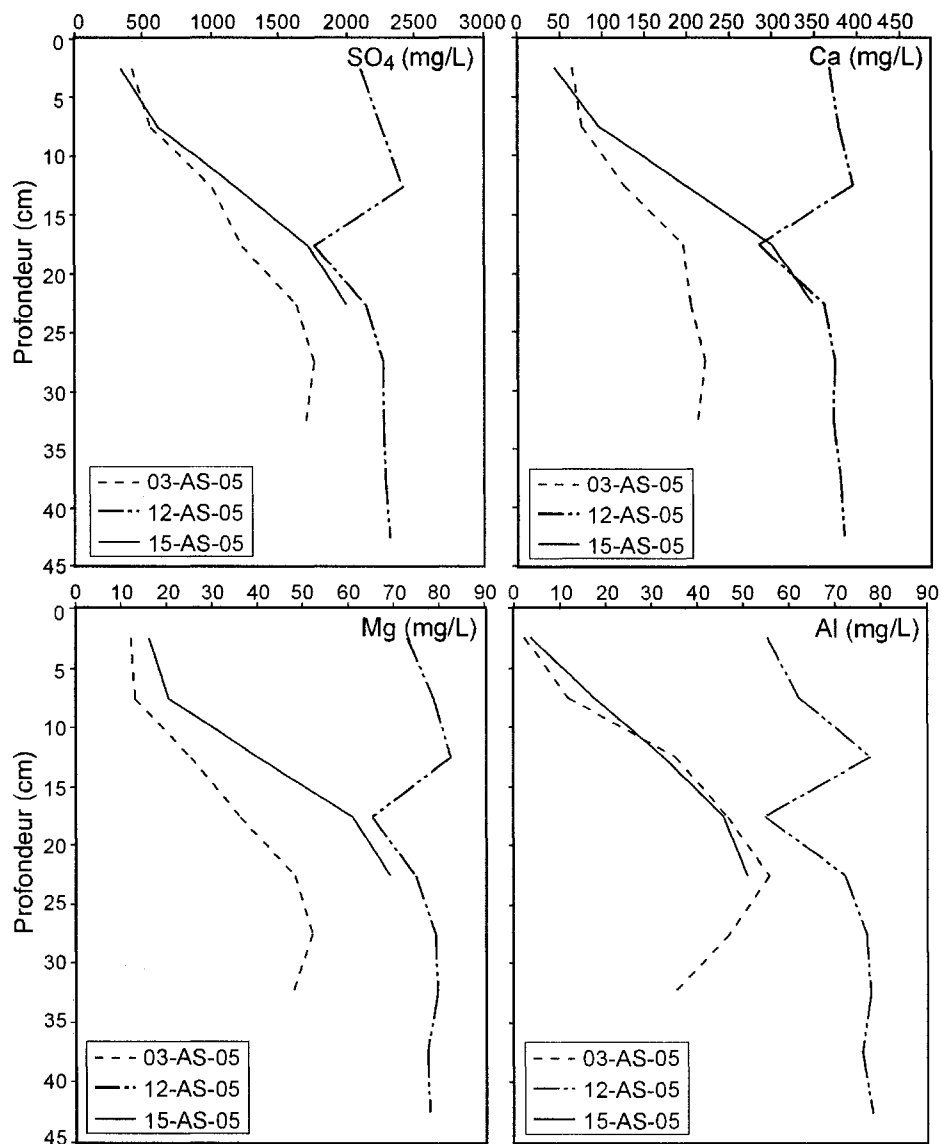 0 500 1000 1500 2000 2500 3000
SO₄ (mg/L)
0
5
10
15
20
25
30
35
40
45
Profondeur (cm)
03-AS-05
12-AS-05
15-AS-05
0 50 100 150 200 250 300 350 400 450
Ca (mg/L)
03-AS-05
12-AS-05
15-AS-05
0 10 20 30 40 50 60 70 80 90
Mg (mg/L)
0
5
10
15
20
25
30
35
40
45
Profondeur (cm)
03-AS-05
12-AS-05
15-AS-05
0 10 20 30 40 50 60 70 80 90
Al (mg/L)
03-AS-05
12-AS-05
15-AS-05